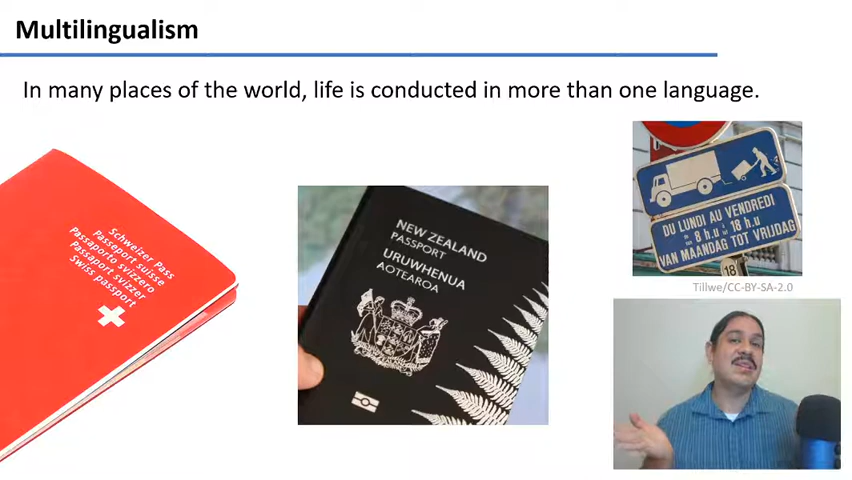 Multilingualism
In many places of the world, life is conducted in more than one language.
Schweizer Pass
Passeport suisse
Passaporto svizzero
Passaport svizzer
Swiss passport
NEW ZEALAND
PASSPORT
URUWHENUA
AOTEAROA
DU LUNDI AU VENDREDI
8 h.u 18 h.u
VAN MAANDAG TOT VRIJDAG
18
Tillwe/CC-BY-SA-2.0